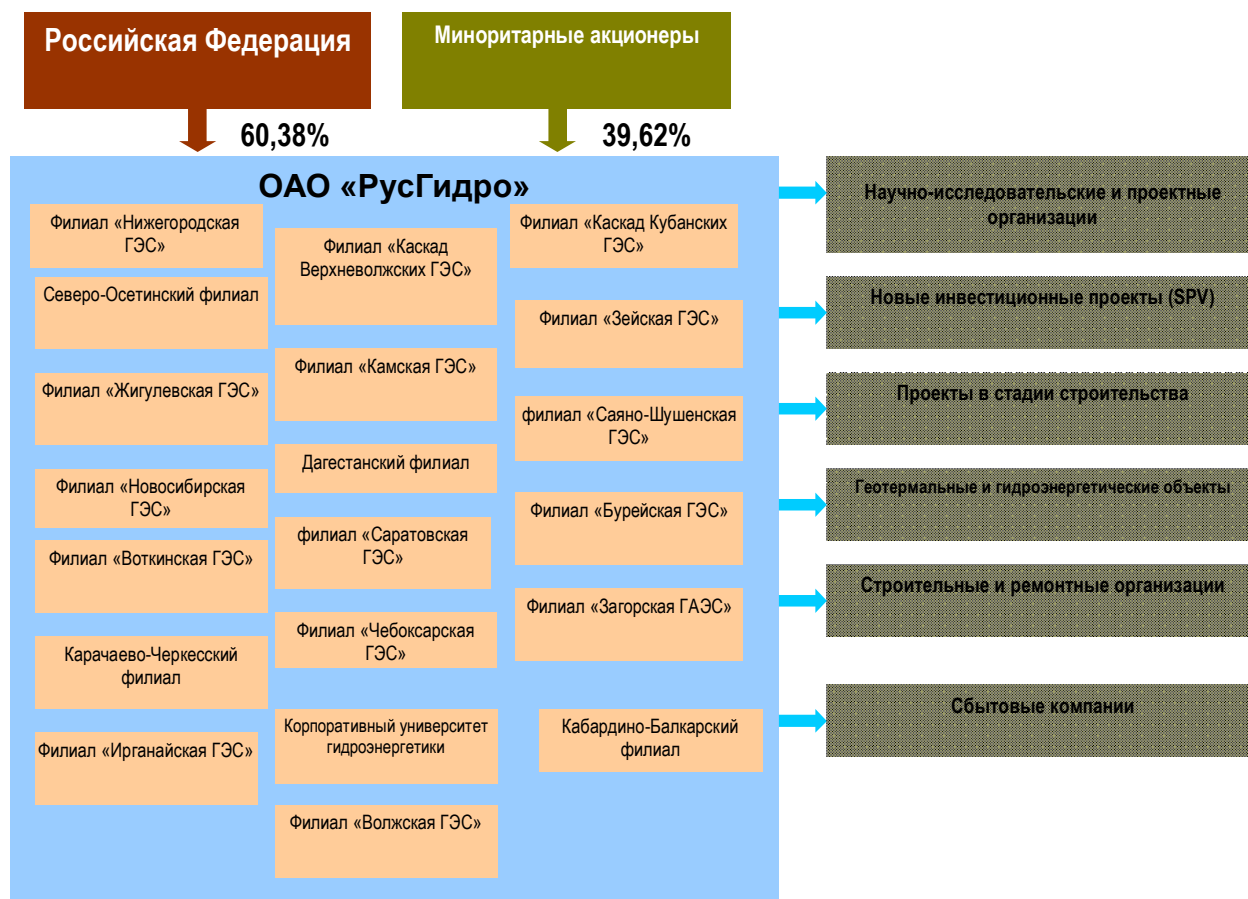 Российская Федерация
Миноритарные акционеры
60,38%
39,62%
ОАО «РусГидро»
Филиал «Нижегородская
ГЭС»
Северо-Осетинский филиал
Филиал «Жигулевская ГЭС»
Филиал «Новосибирская
ГЭС»
Филиал «Воткинская ГЭС»
Карачаево-Черкесский
филиал
Филиал «Ирганайская ГЭС»
Филиал «Каскад
Верхневолжских ГЭС»
Филиал «Камская ГЭС»
Дагестанский филиал
филиал «Саратовская
ГЭС»
Филиал «Чебоксарская
ГЭС»
Корпоративный университет
гидроэнергетики
Филиал «Волжская ГЭС»
Филиал «Каскад Кубанских
ГЭС»
Филиал «Зейская ГЭС»
филиал «Саяно-Шушенская
ГЭС»
Филиал «Бурейская ГЭС»
Филиал «Загорская ГАЭС»
Кабардино-Балкарский
филиал
Научно-исследовательские и проектные
организации
Новые инвестиционные проекты (SPV)
Проекты в стадии строительства
Геотермальные и гидроэнергетические объекты
Строительные и ремонтные организации
Сбытовые компании